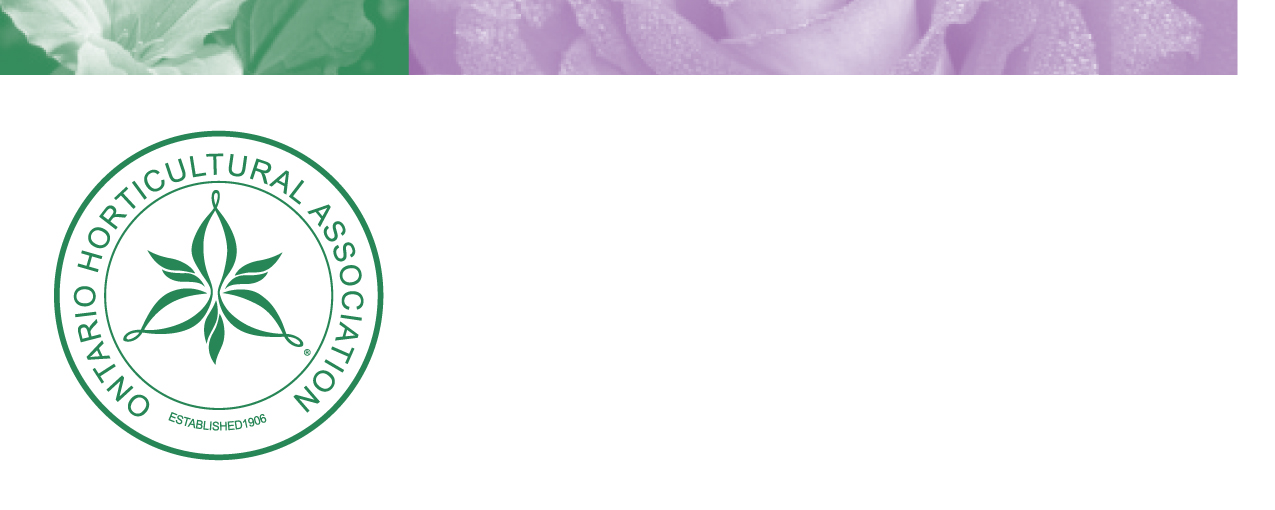 ONTARIO HORTICULTURAL ASSOCIATION
®
ESTABLISHED1906